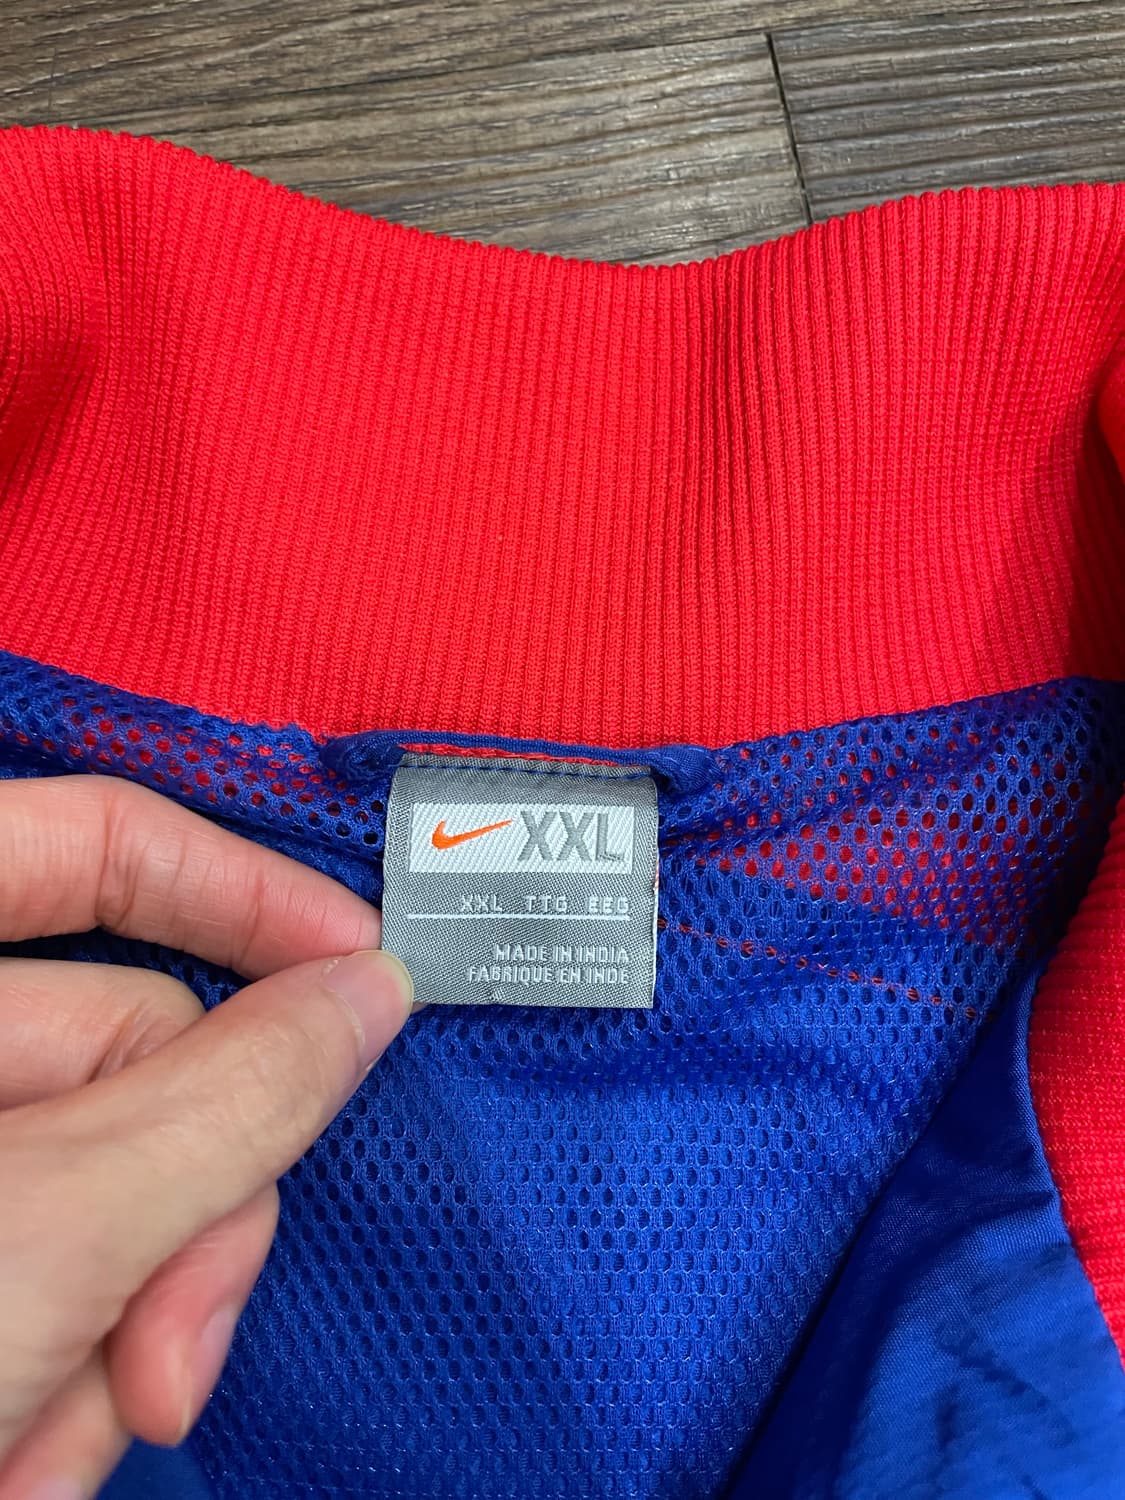 XXL
XXL TTG EEG
MADE IN INDIA
FABRIQUE EN INDE